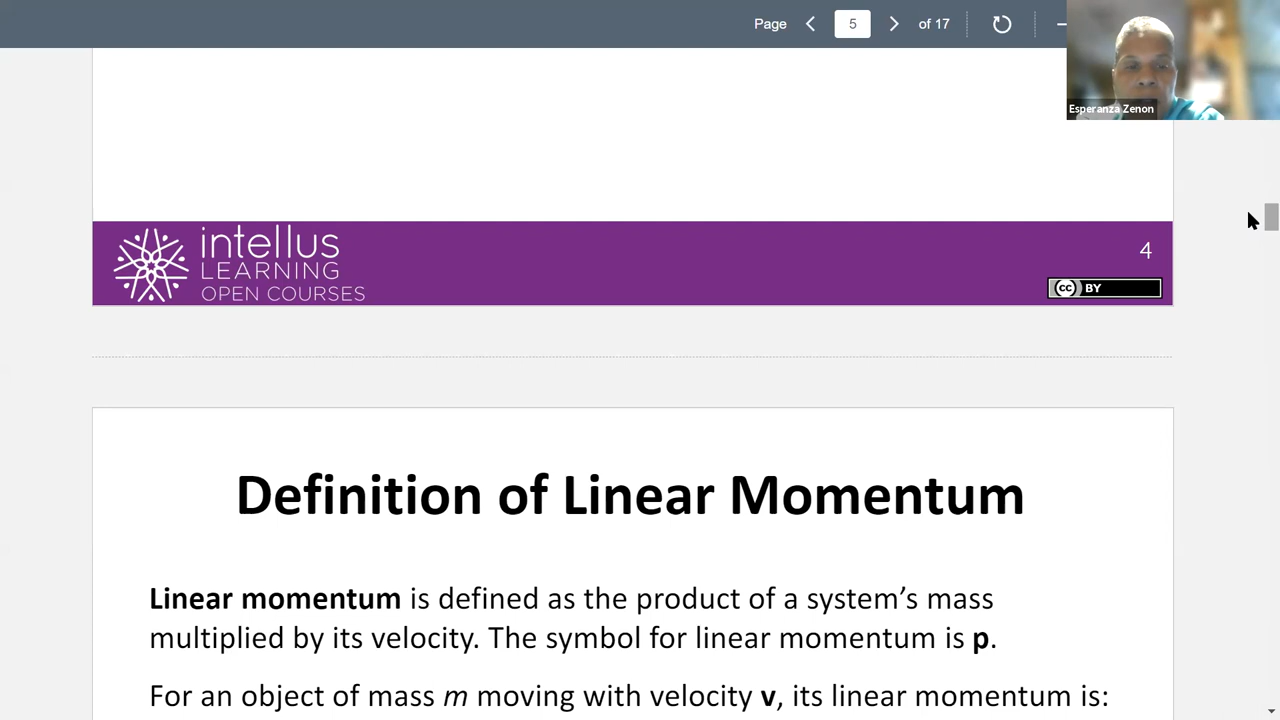 Page
5
of 17
Esperanza Zenon
intellus
LEARNING
OPEN COURSES
4
cc BY
Definition of Linear Momentum
Linear momentum is defined as the product of a system’s mass
multiplied by its velocity. The symbol for linear momentum is p.
For an object of mass m moving with velocity v, its linear momentum is: